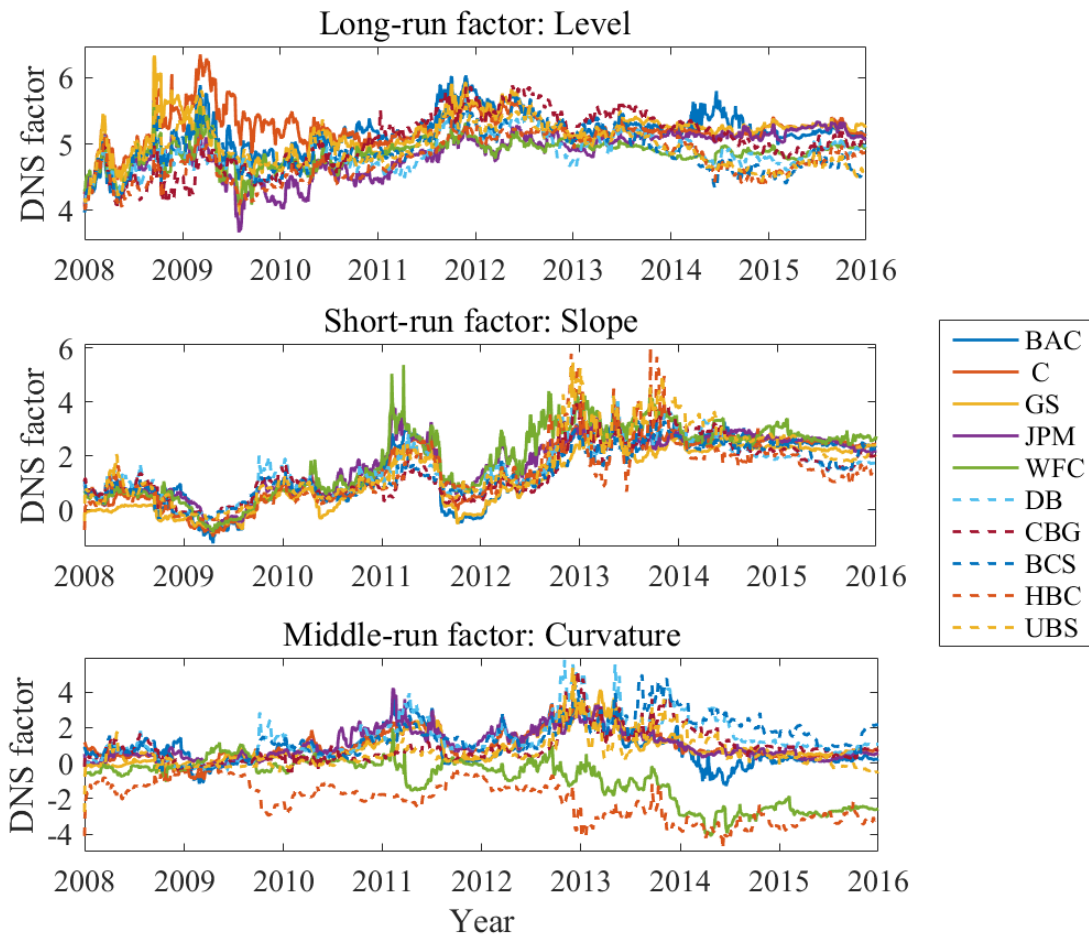 Long-run factor: Level
DNS factor
6
5
4
2008 2009 2010 2011 2012 2013 2014 2015 2016
Short-run factor: Slope
DNS factor
6
4
2
0
2008 2009 2010 2011 2012 2013 2014 2015 2016
Middle-run factor: Curvature
DNS factor
4
2
0
-2
-4
2008 2009 2010 2011 2012 2013 2014 2015 2016
Year
BAC
C
GS
JPM
WFC
DB
CBG
BCS
HBC
UBS